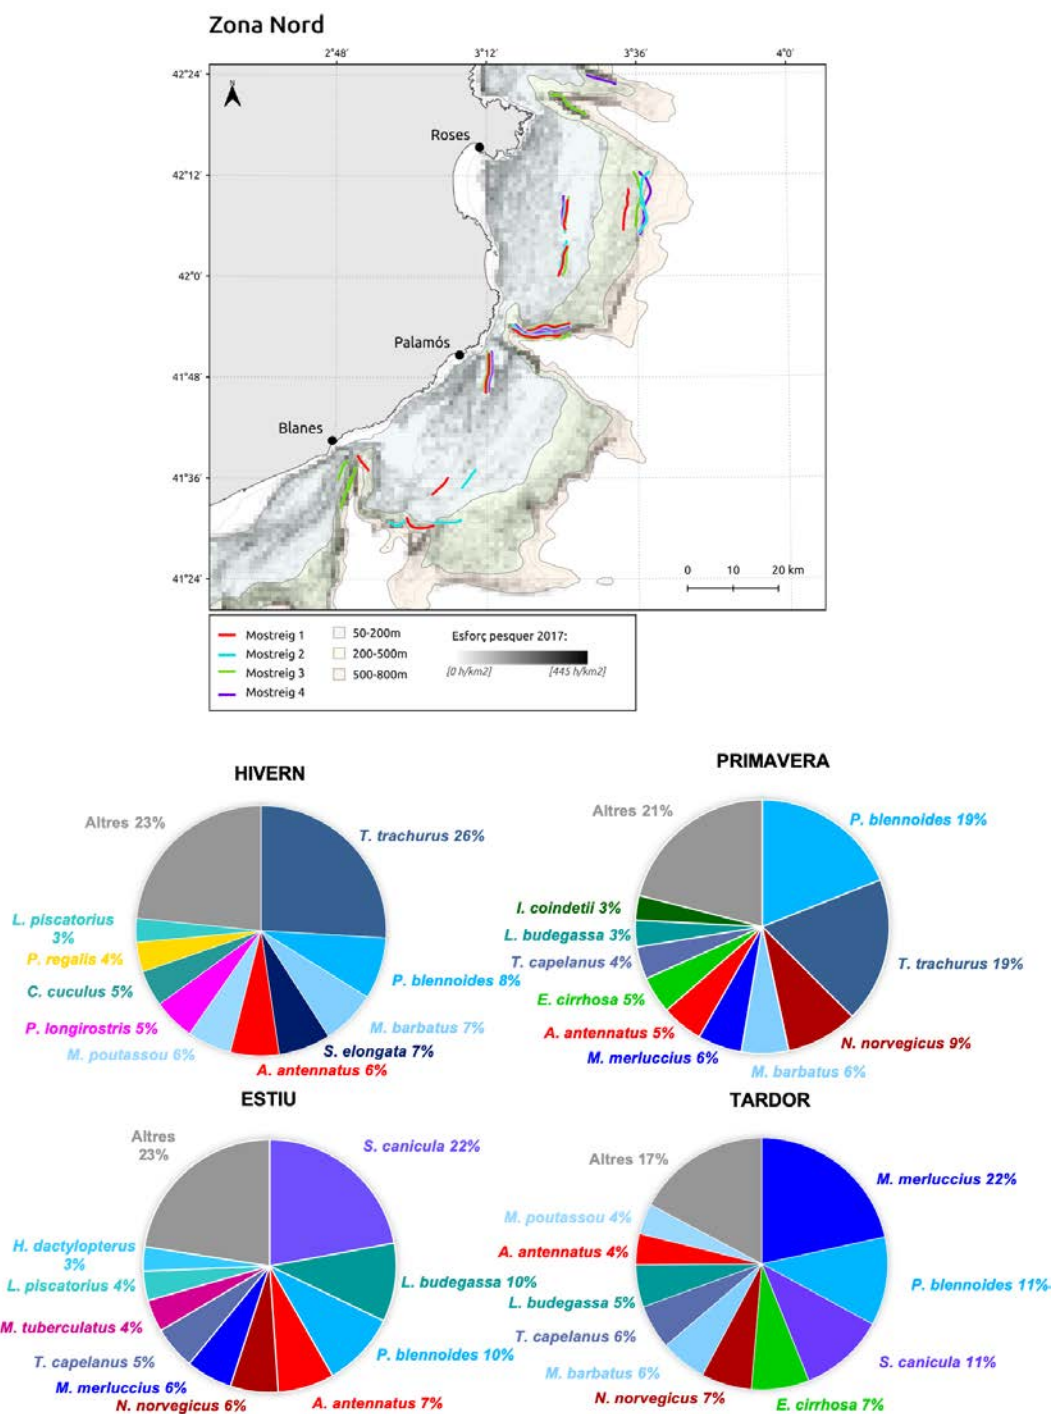 Zona Nord
2°48′ 3°12′ 3°36′ 4°0′
42°24′
N
Roses
42°12′
42°0′
Palamós
41°48′
Blanes
41°36′
41°24′
0 10 20 km
Mostreig 1
Mostreig 2
Mostreig 3
Mostreig 4
50-200m
200-500m
500-800m
Esforç pesquer 2017:
[0 h/km2] [445 h/km2]
HIVERN
Altres 23%
T. trachurus 26%
L. piscatorius
3%
P. regalis 4%
C. cuculus 5%
P. longirostris 5%
M. poutassou 6%
A. antennatus 6%
S. elongata 7%
M. barbatus 7%
P. blennoides 8%
PRIMAVERA
Altres 21%
P. blennoides 19%
I. coindetii 3%
L. budegassa 3%
T. capelanus 4%
E. cirrhosa 5%
A. antennatus 5%
M. merluccius 6%
M. barbatus 6%
N. norvegicus 9%
T. trachurus 19%
ESTIU
Altres
23%
S. canicula 22%
H. dactylopterus
3%
L. piscatorius 4%
M. tuberculatus 4%
T. capelanus 5%
M. merluccius 6%
N. norvegicus 6%
A. antennatus 7%
P. blennoides 10%
L. budegassa 10%
TARDOR
Altres 17%
M. merluccius 22%
M. poutassou 4%
A. antennatus 4%
L. budegassa 5%
T. capelanus 6%
M. barbatus 6%
N. norvegicus 7%
E. cirrhosa 7%
S. canicula 11%
P. blennoides 11%